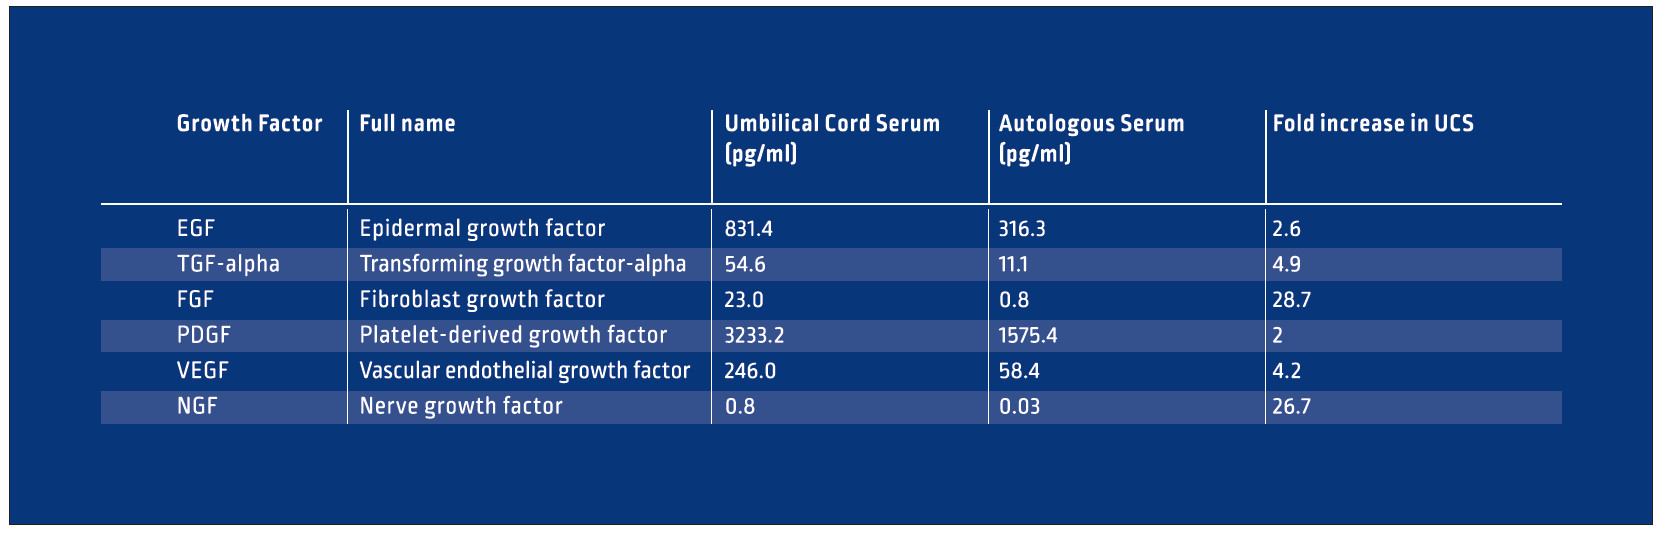 Growth Factor Full name Umbilical Cord Serum (pg/ml) Autologous Serum (pg/ml) Fold increase in UCS
EGF Epidermal growth factor 831.4 316.3 2.6
TGF-alpha Transforming growth factor-alpha 54.6 11.1 4.9
FGF Fibroblast growth factor 23.0 0.8 28.7
PDGF Platelet-derived growth factor 3233.2 1575.4 2
VEGF Vascular endothelial growth factor 246.0 58.4 4.2
NGF Nerve growth factor 0.8 0.03 26.7